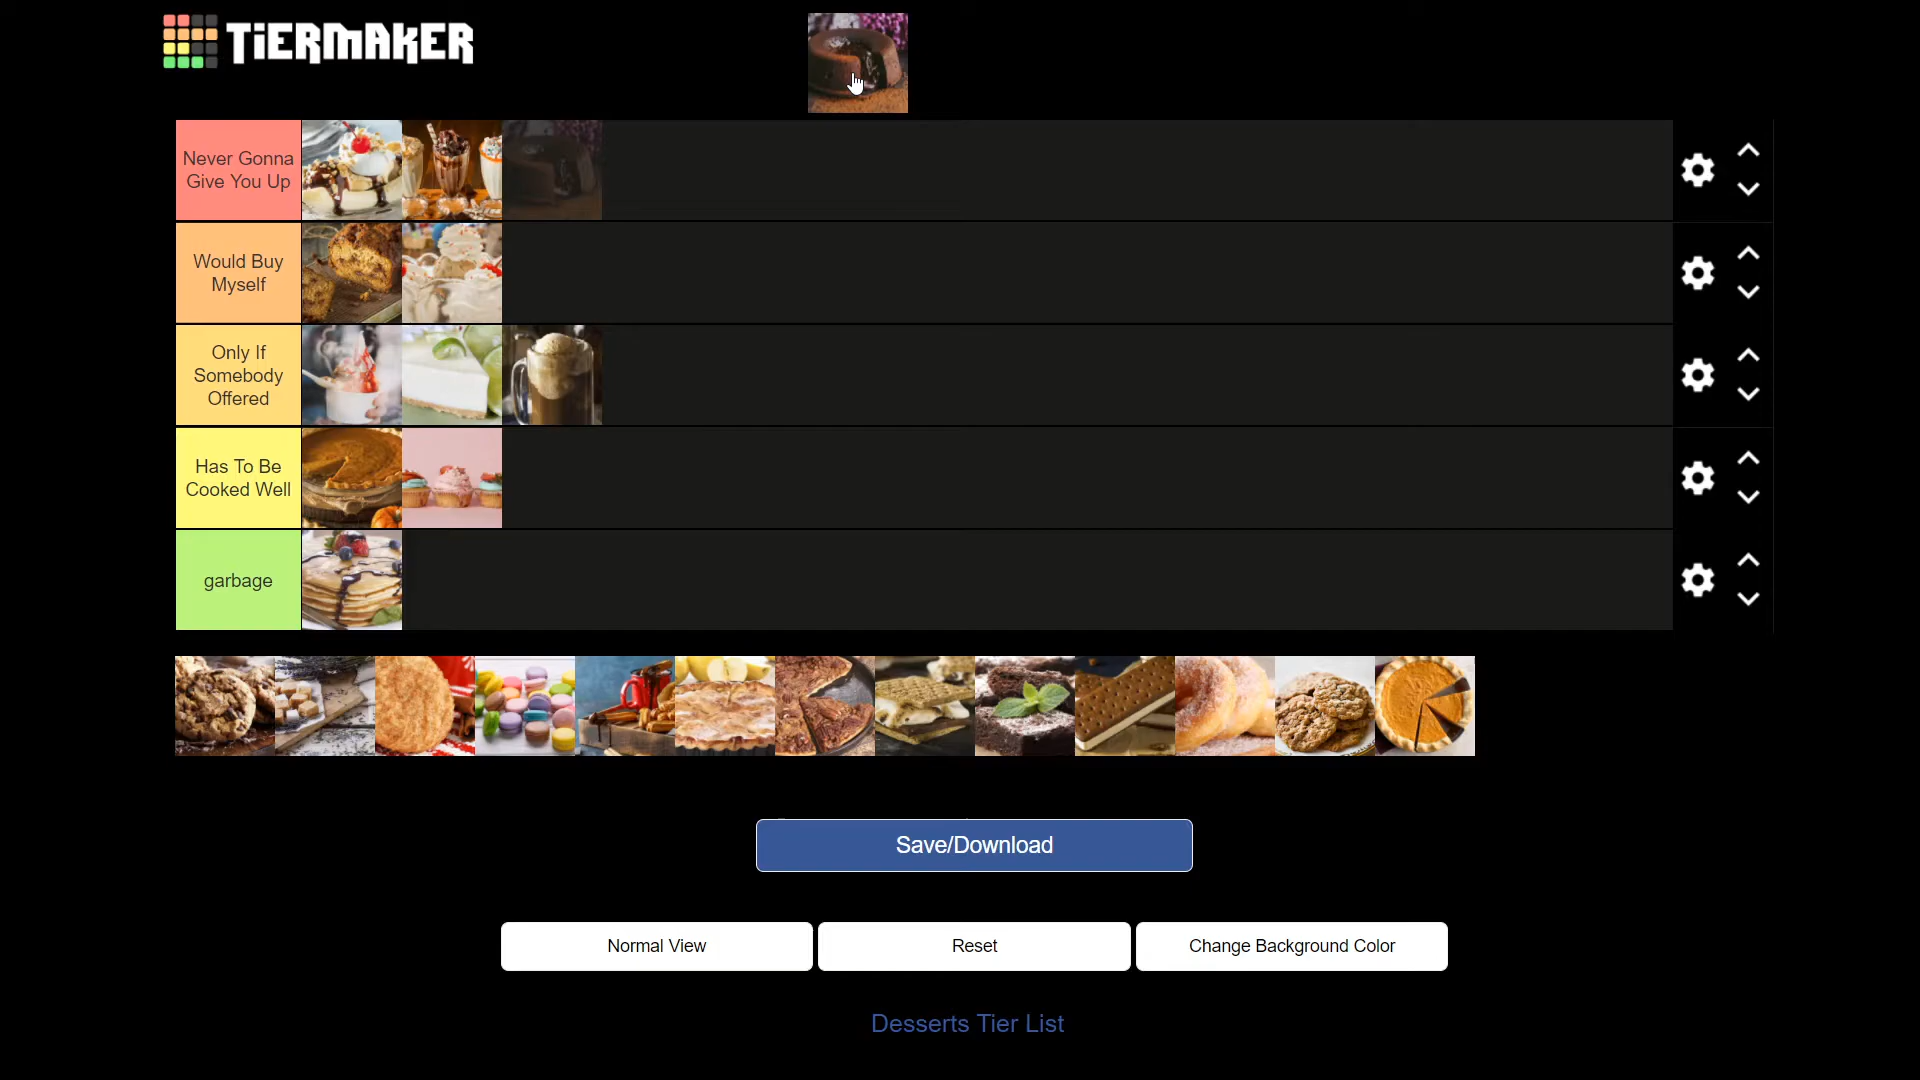 TiERMAKER
Never Gonna
Give You Up
Would Buy
Myself
Only If
Somebody
Offered
Has To Be
Cooked Well
garbage
Save/Download
Normal View
Reset
Change Background Color
Desserts Tier List